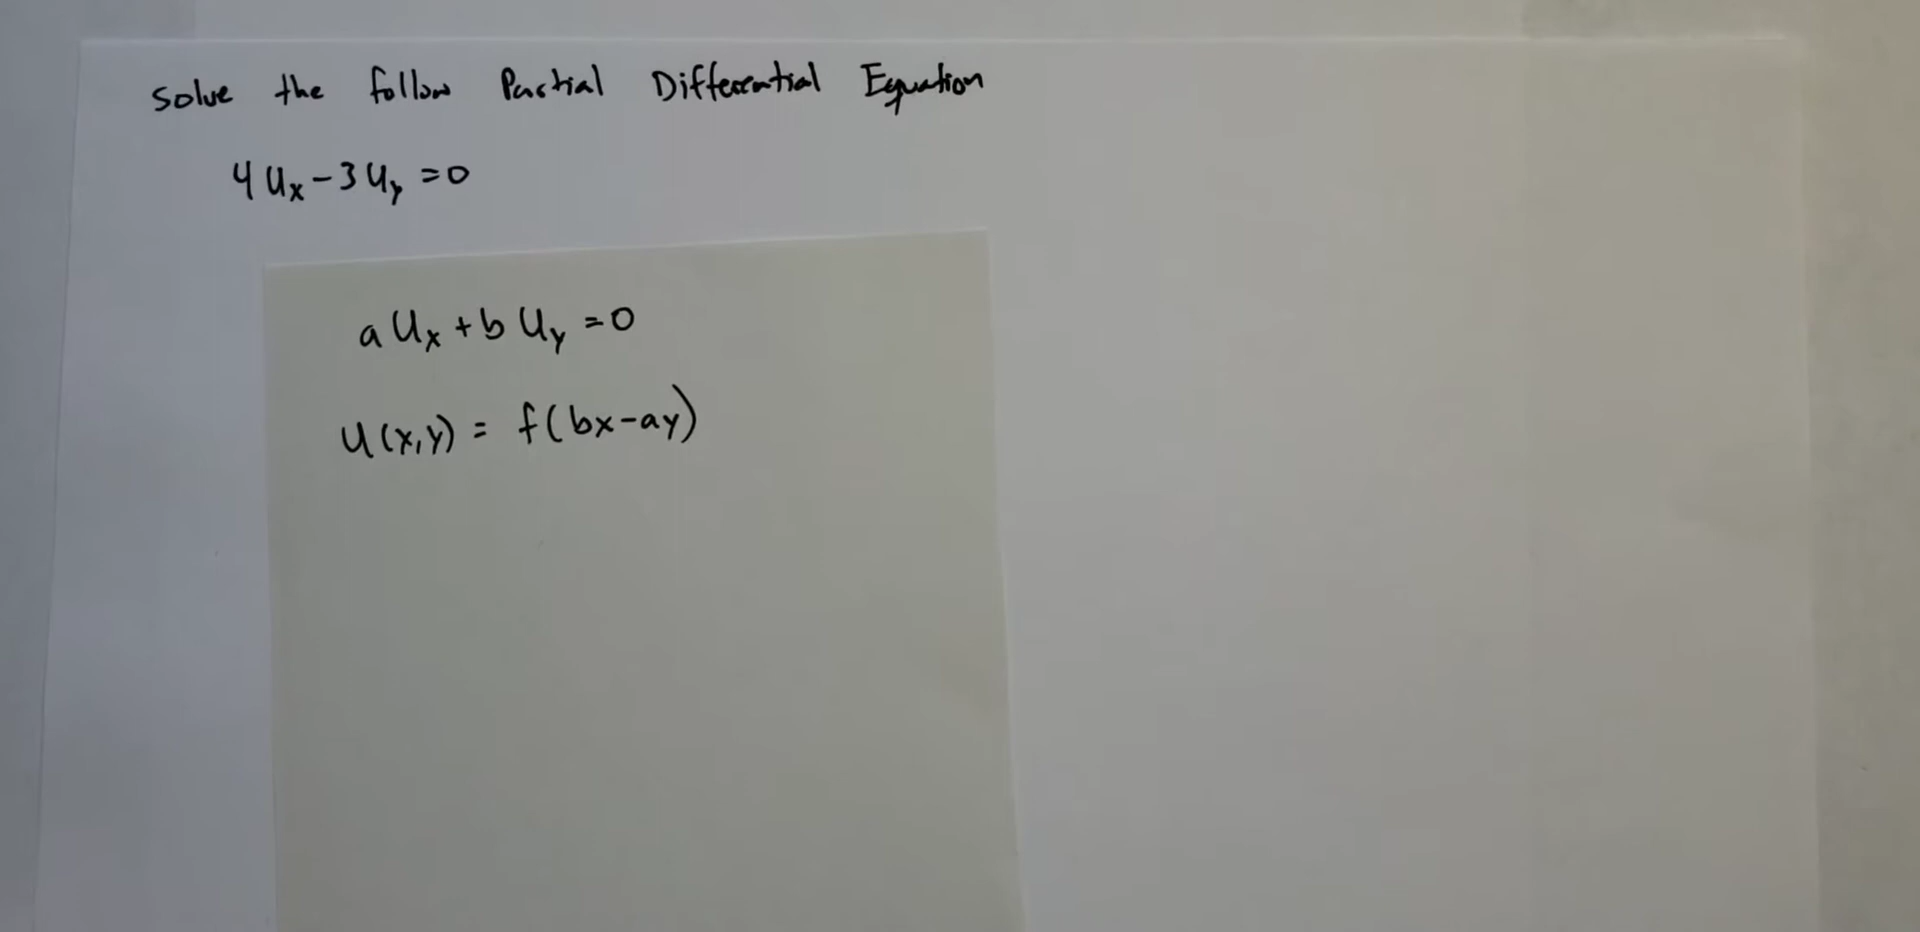 Solve the follow Partial Differential Equation
4 Ux - 3 Uy = 0
a Ux + b Uy = 0
U(x,y) = f(bx-ay)